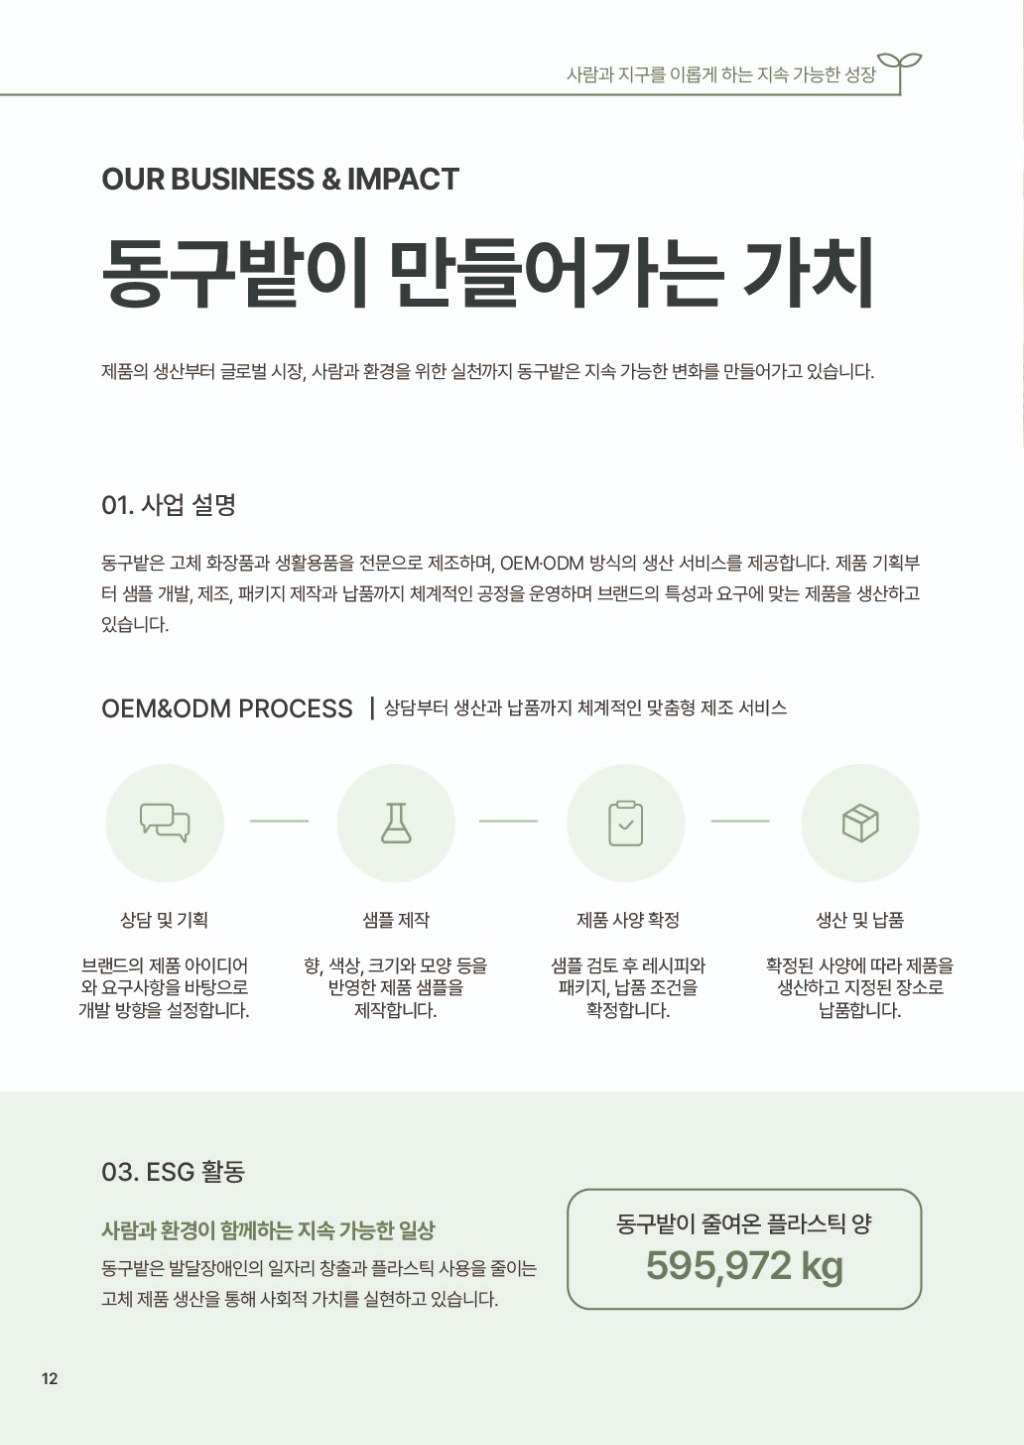 사람과 지구를 이롭게 하는 지속 가능한 성장
OUR BUSINESS & IMPACT
동구밭이 만들어가는 가치
제품의 생산부터 글로벌 시장, 사람과 환경을 위한 실천까지 동구밭은 지속 가능한 변화를 만들어가고 있습니다.
01. 사업 설명
동구밭은 고체 화장품과 생활용품을 전문으로 제조하며, OEM·ODM 방식의 생산 서비스를 제공합니다. 제품 기획부
터 샘플 개발, 제조, 패키지 제작과 납품까지 체계적인 공정을 운영하며 브랜드의 특성과 요구에 맞는 제품을 생산하고
있습니다.
OEM&ODM PROCESS | 상담부터 생산과 납품까지 체계적인 맞춤형 제조 서비스
상담 및 기획
브랜드의 제품 아이디어
와 요구사항을 바탕으로
개발 방향을 설정합니다.
샘플 제작
향, 색상, 크기와 모양 등을
반영한 제품 샘플을
제작합니다.
제품 사양 확정
샘플 검토 후 레시피와
패키지, 납품 조건을
확정합니다.
생산 및 납품
확정된 사양에 따라 제품을
생산하고 지정된 장소로
납품합니다.
03. ESG 활동
사람과 환경이 함께하는 지속 가능한 일상
동구밭은 발달장애인의 일자리 창출과 플라스틱 사용을 줄이는
고체 제품 생산을 통해 사회적 가치를 실현하고 있습니다.
동구밭이 줄여온 플라스틱 양
595,972 kg
12